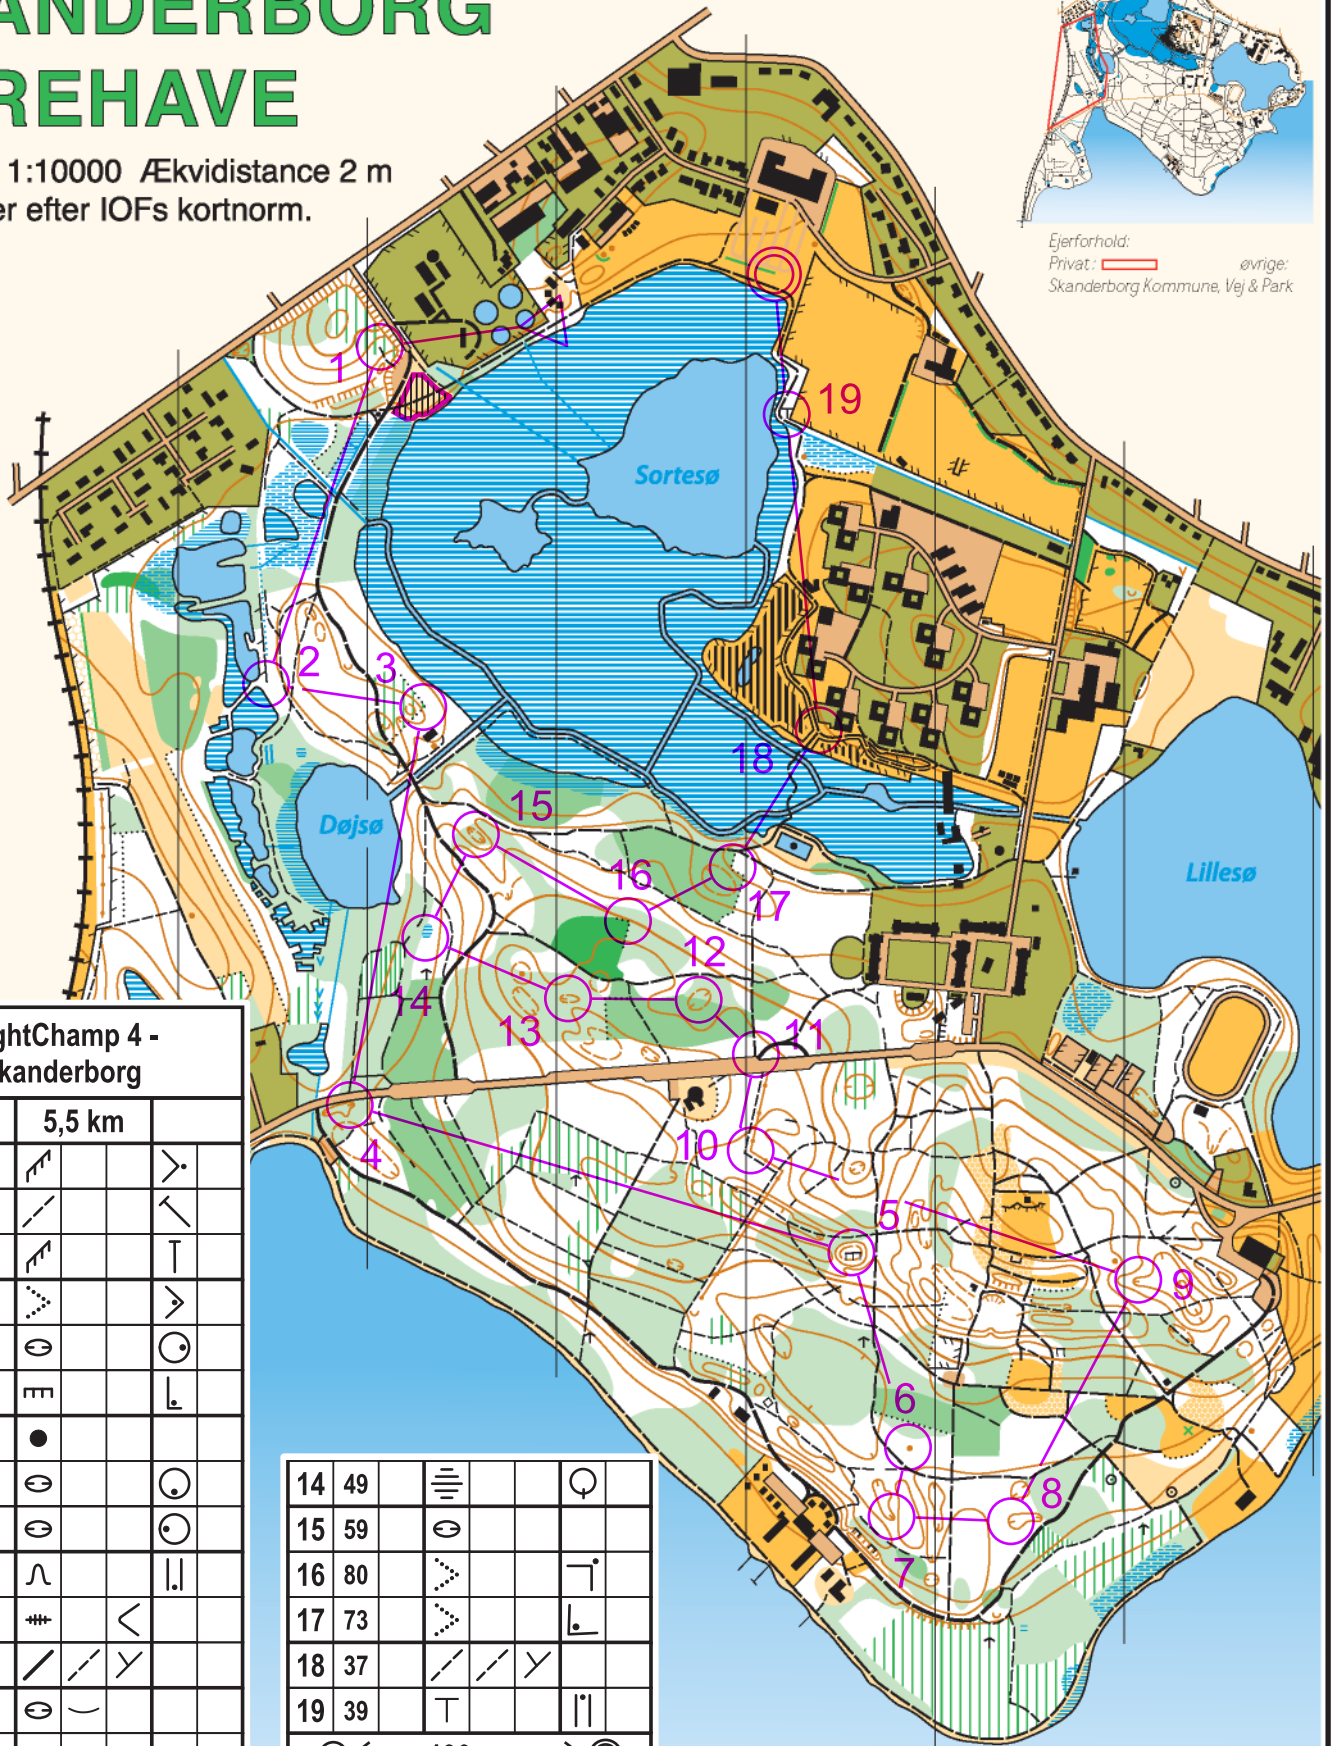 ANDERBORG
REHAVE
1:10000 Ækvidistance 2 m
er efter IOFs kortnorm.
Ejerforhold:
Privat: øvrige:
Skanderborg Kommune, Vej & Park
1
19
Sortesø
2
3
18
15
Døjsø
16
17
Lillesø
12
14
13
11
10
4
5
9
6
8
7
ghtChamp 4 -
kanderborg
5,5 km
14 49
15 59
16 80
17 73
18 37
19 39